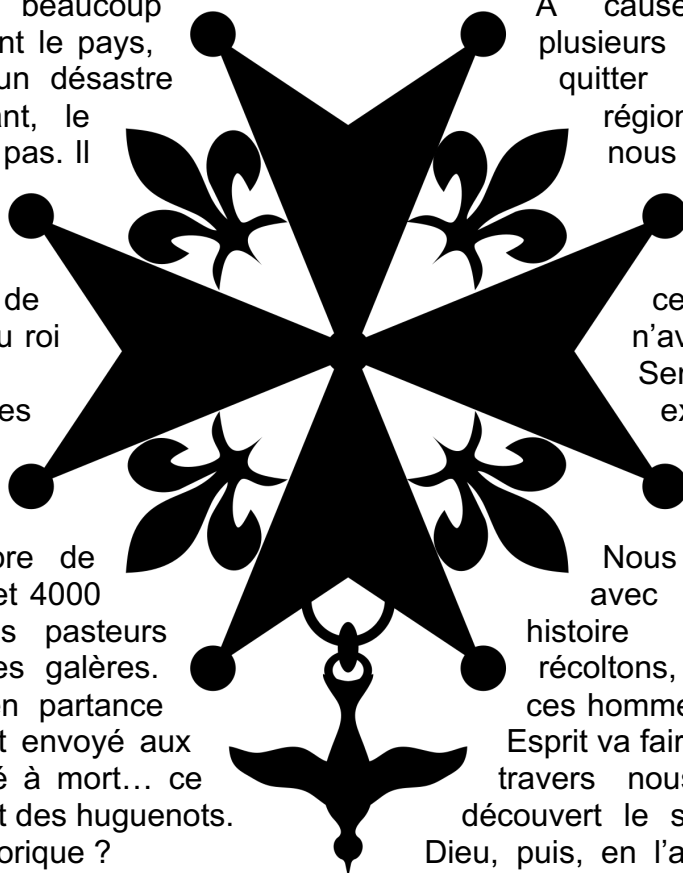 beaucoup
nt le pays,
un désastre
ant, le
pas. Il
de
u roi
es
bre de
et 4000
s pasteurs
es galères.
en partance
t envoyé aux
é à mort… ce
t des huguenots.
orique ?
A cause
plusieurs
quitter
région
nous
ce
n'av
Ser
ex
Nous
avec
histoire
récoltons,
ces homme
Esprit va fair
travers nous
découvert le s
Dieu, puis, en l'a